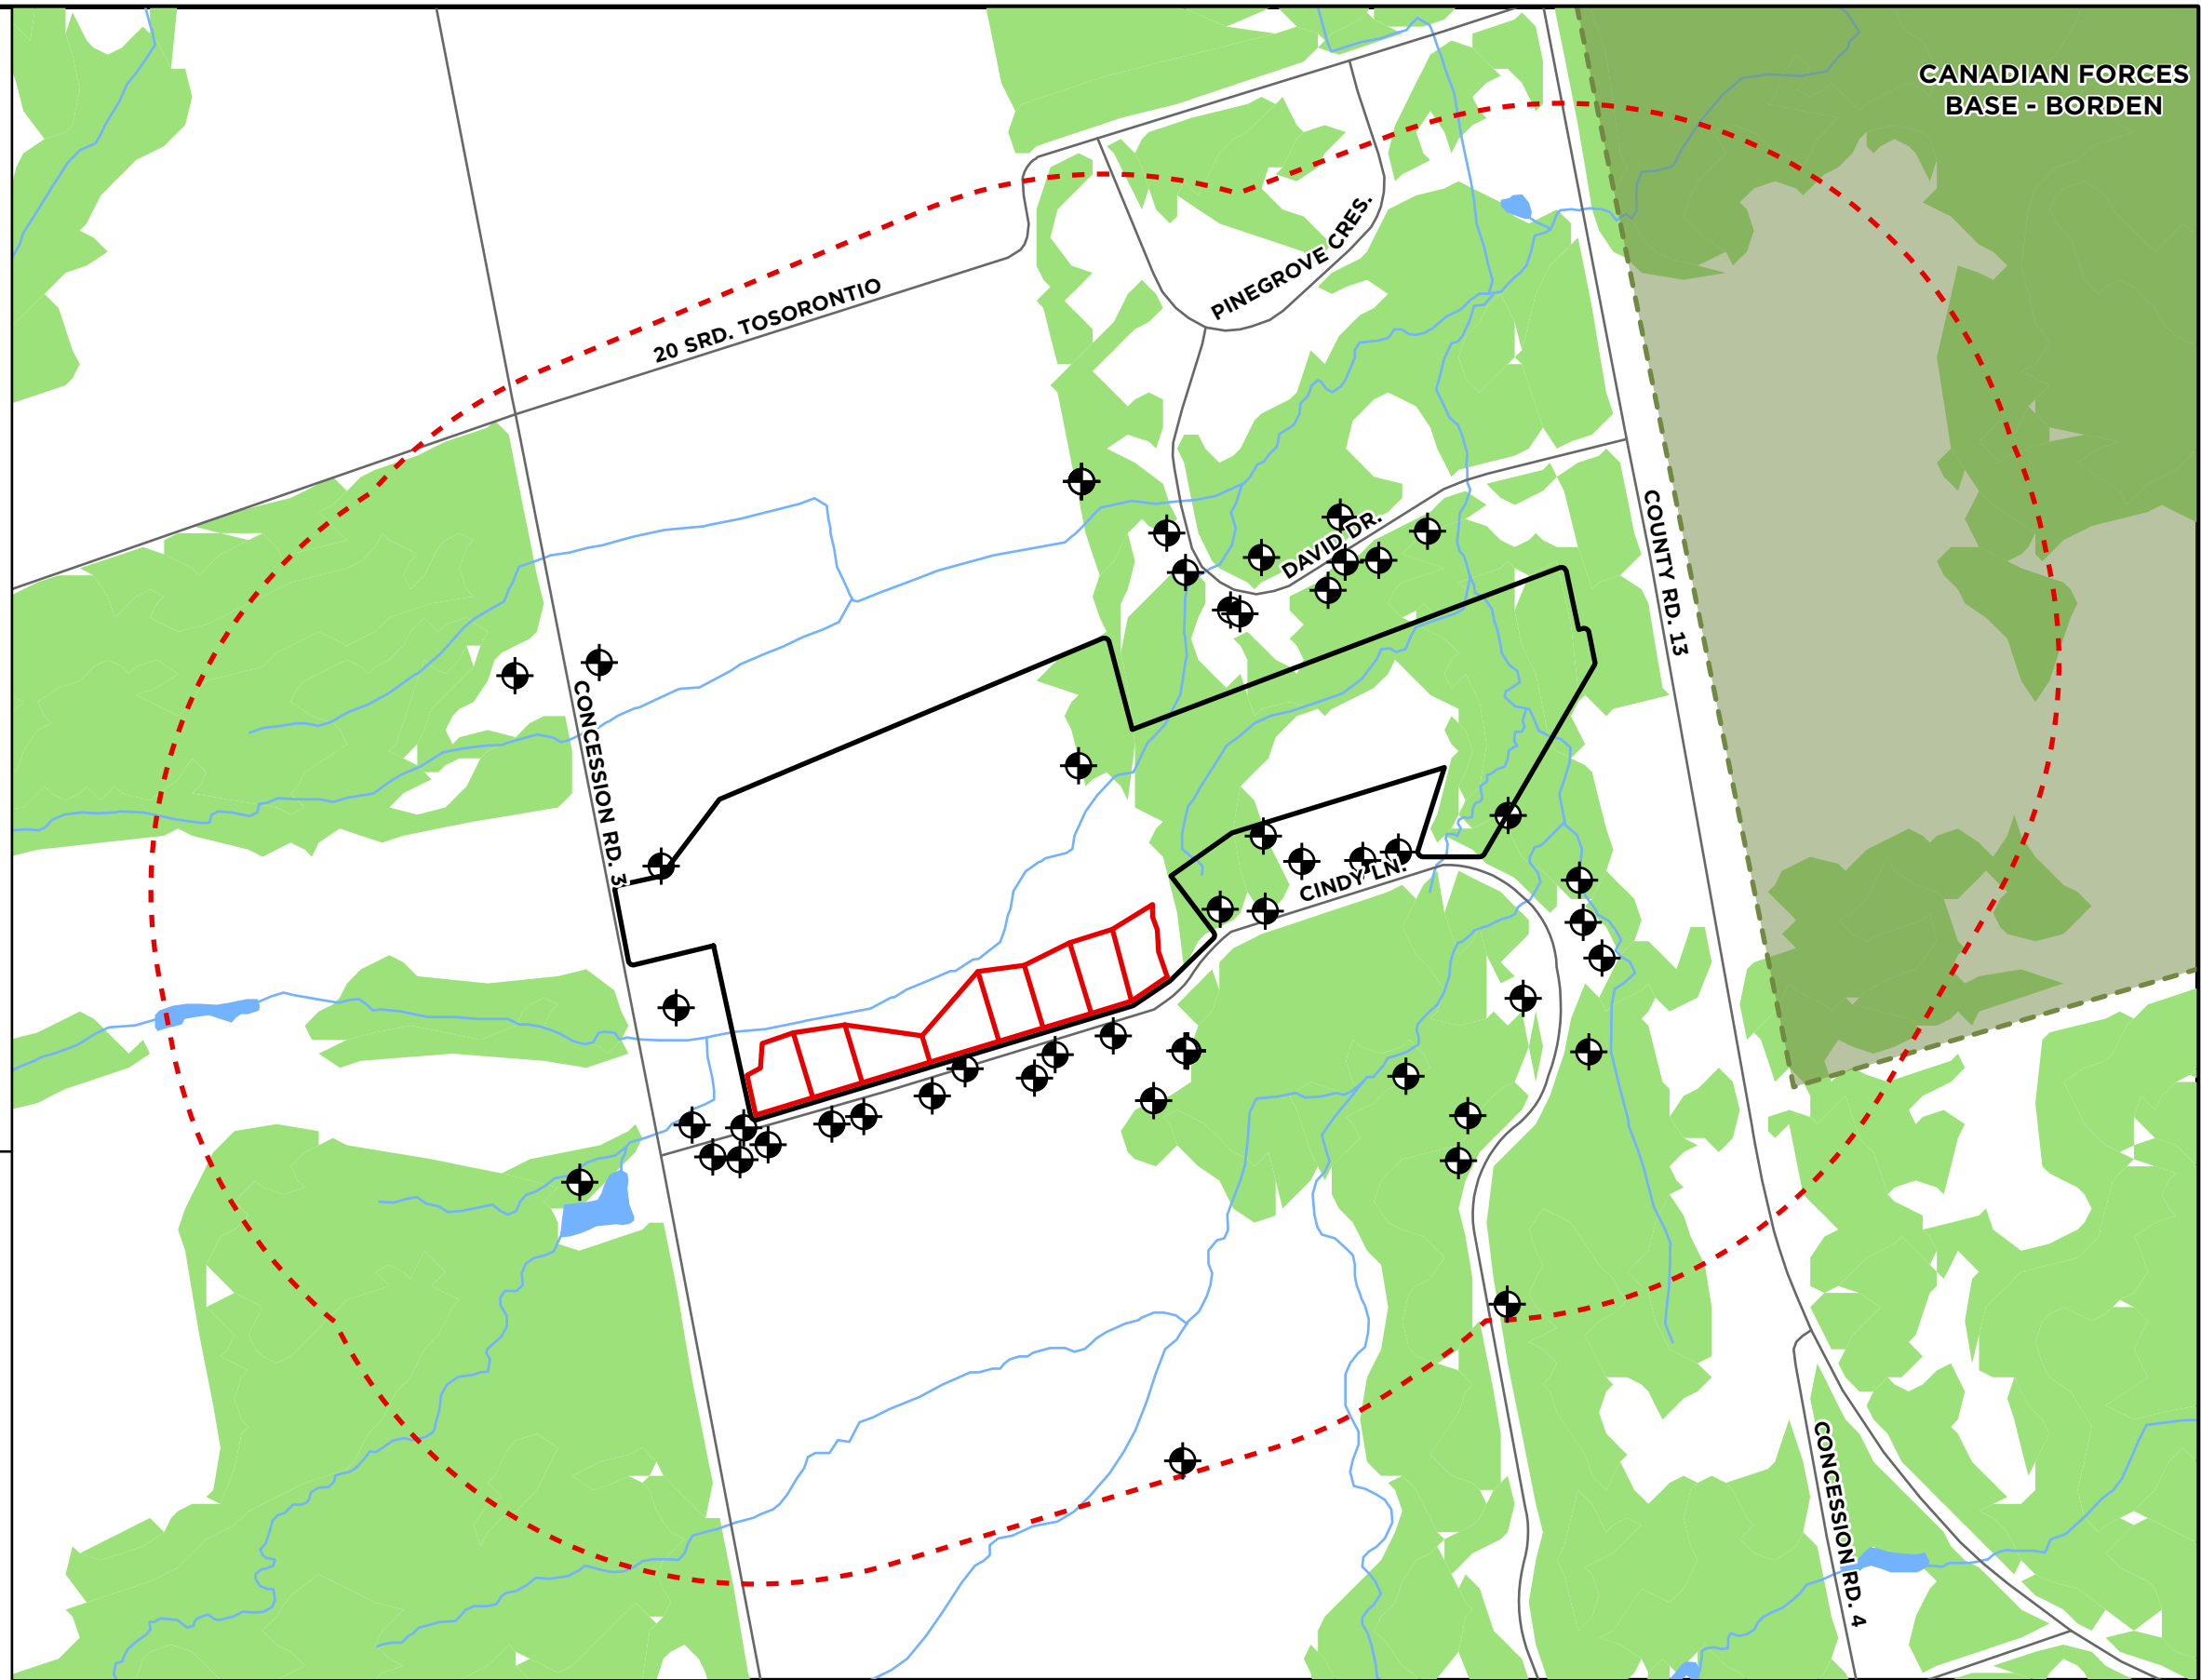 CANADIAN FORCES
BASE - BORDEN
PINEGROVE CRES.
20 SRD. TOSORONTIO
DAVID DR.
COUNTY RD. 13
CONCESSION RD. 3
CINDY LN.
CONCESSION RD. 4